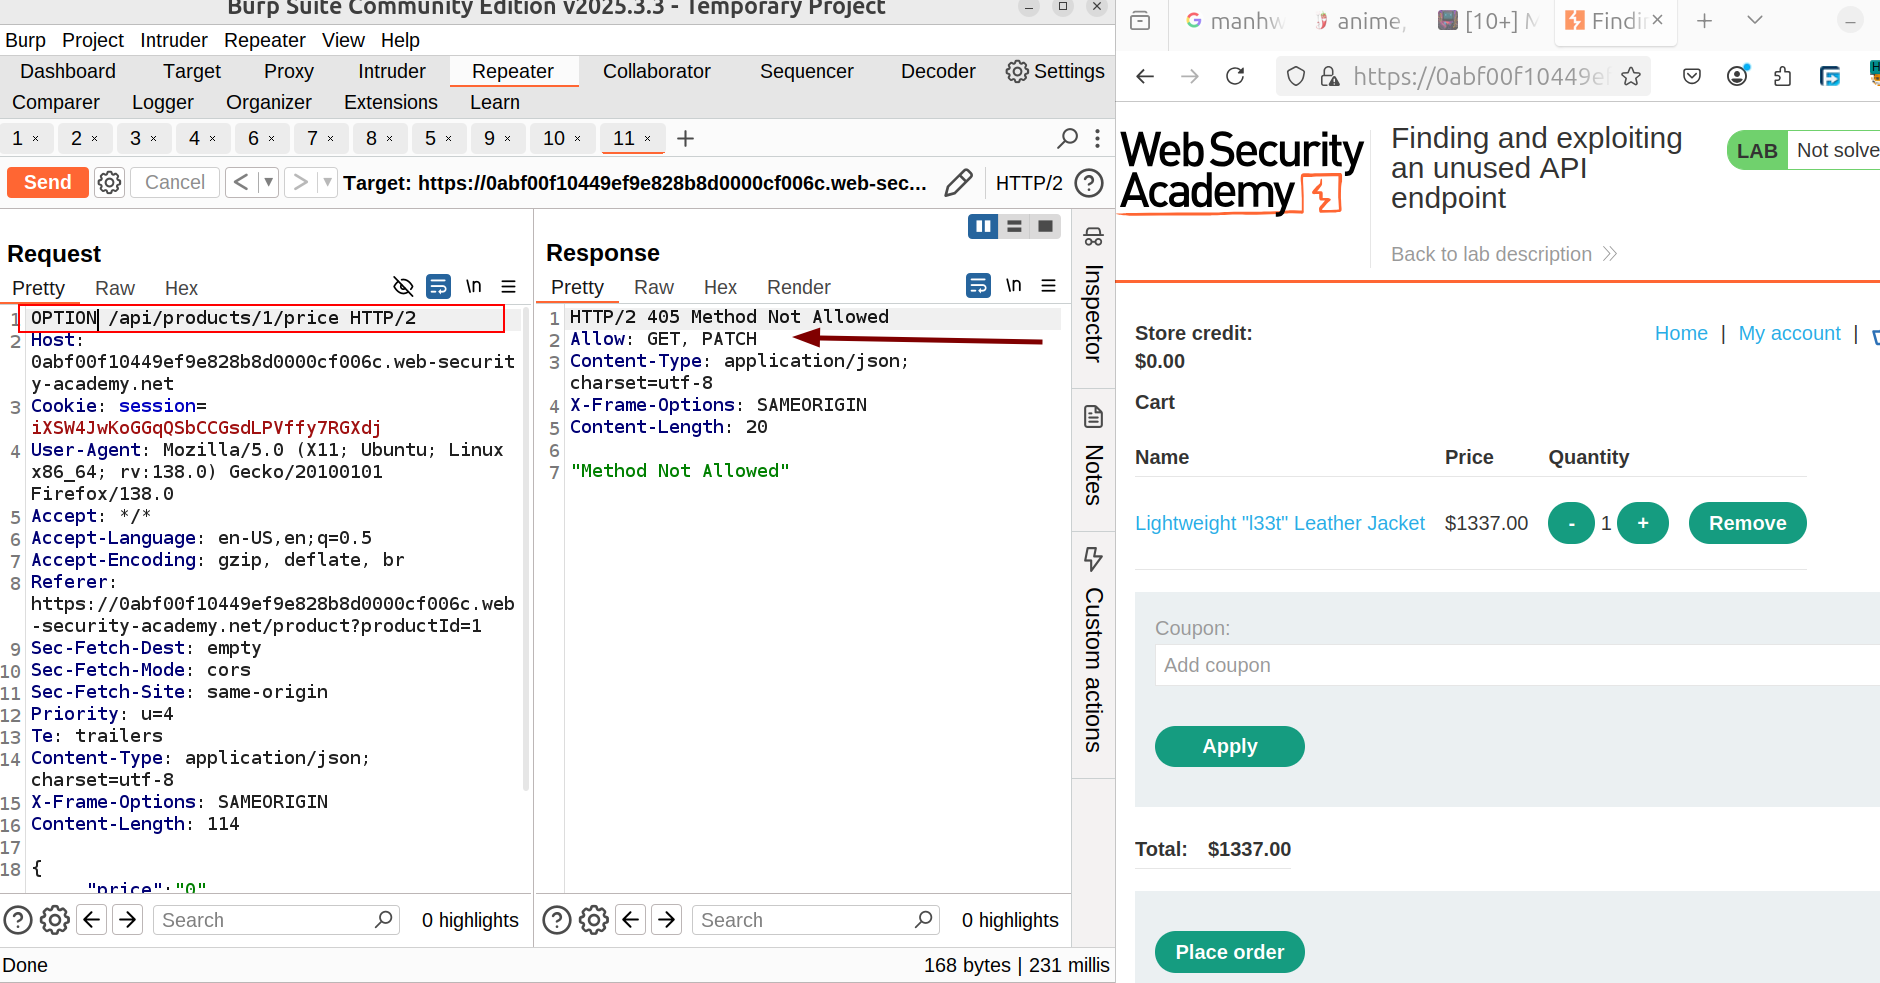 Burp Suite Community Edition v2025.3.3 - Temporary Project
Burp Project Intruder Repeater View Help
Dashboard Target Proxy Intruder Repeater Collaborator Sequencer Decoder Settings
Comparer Logger Organizer Extensions Learn
1 × 2 × 3 × 4 × 6 × 7 × 8 × 5 × 9 × 10 × 11 × +
Send Cancel < > Target: https://0abf00f10449ef9e828b8d0000cf006c.web-sec... HTTP/2 ?
Request
Pretty Raw Hex \n
1 OPTION /api/products/1/price HTTP/2
2 Host:
0abf00f10449ef9e828b8d0000cf006c.web-securit
y-academy.net
3 Cookie: session=
iXSW4JwKoGGqQSbCCGsdLPVffy7RGXdj
4 User-Agent: Mozilla/5.0 (X11; Ubuntu; Linux
x86_64; rv:138.0) Gecko/20100101
Firefox/138.0
5 Accept: */*
6 Accept-Language: en-US,en;q=0.5
7 Accept-Encoding: gzip, deflate, br
8 Referer:
https://0abf00f10449ef9e828b8d0000cf006c.web
-security-academy.net/product?productId=1
9 Sec-Fetch-Dest: empty
10 Sec-Fetch-Mode: cors
11 Sec-Fetch-Site: same-origin
12 Priority: u=4
13 Te: trailers
14 Content-Type: application/json;
charset=utf-8
15 X-Frame-Options: SAMEORIGIN
16 Content-Length: 114
17
18 {
"price":"0"
? Search 0 highlights
Response
Pretty Raw Hex Render \n
1 HTTP/2 405 Method Not Allowed
2 Allow: GET, PATCH
3 Content-Type: application/json;
charset=utf-8
4 X-Frame-Options: SAMEORIGIN
5 Content-Length: 20
6
7 "Method Not Allowed"
? Search 0 highlights
Inspector
Notes
Custom actions
Done 168 bytes | 231 millis
manhw anime, [10+] M Findin × +
https://0abf00f10449ef
Web Security
Academy
Finding and exploiting
an unused API
endpoint
Back to lab description
LAB Not solve
Store credit:
$0.00
Home | My account |
Cart
Name Price Quantity
Lightweight "l33t" Leather Jacket $1337.00 - 1 + Remove
Coupon:
Add coupon
Apply
Total: $1337.00
Place order